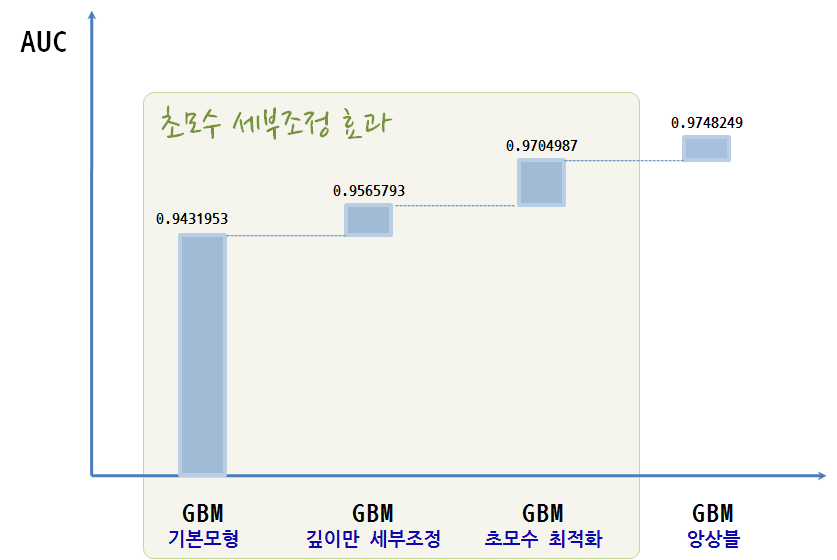 AUC
초모수 세부조정 효과
0.9431953
0.9565793
0.9704987
0.9748249
GBM
기본모형
GBM
깊이만 세부조정
GBM
초모수 최적화
GBM
앙상블